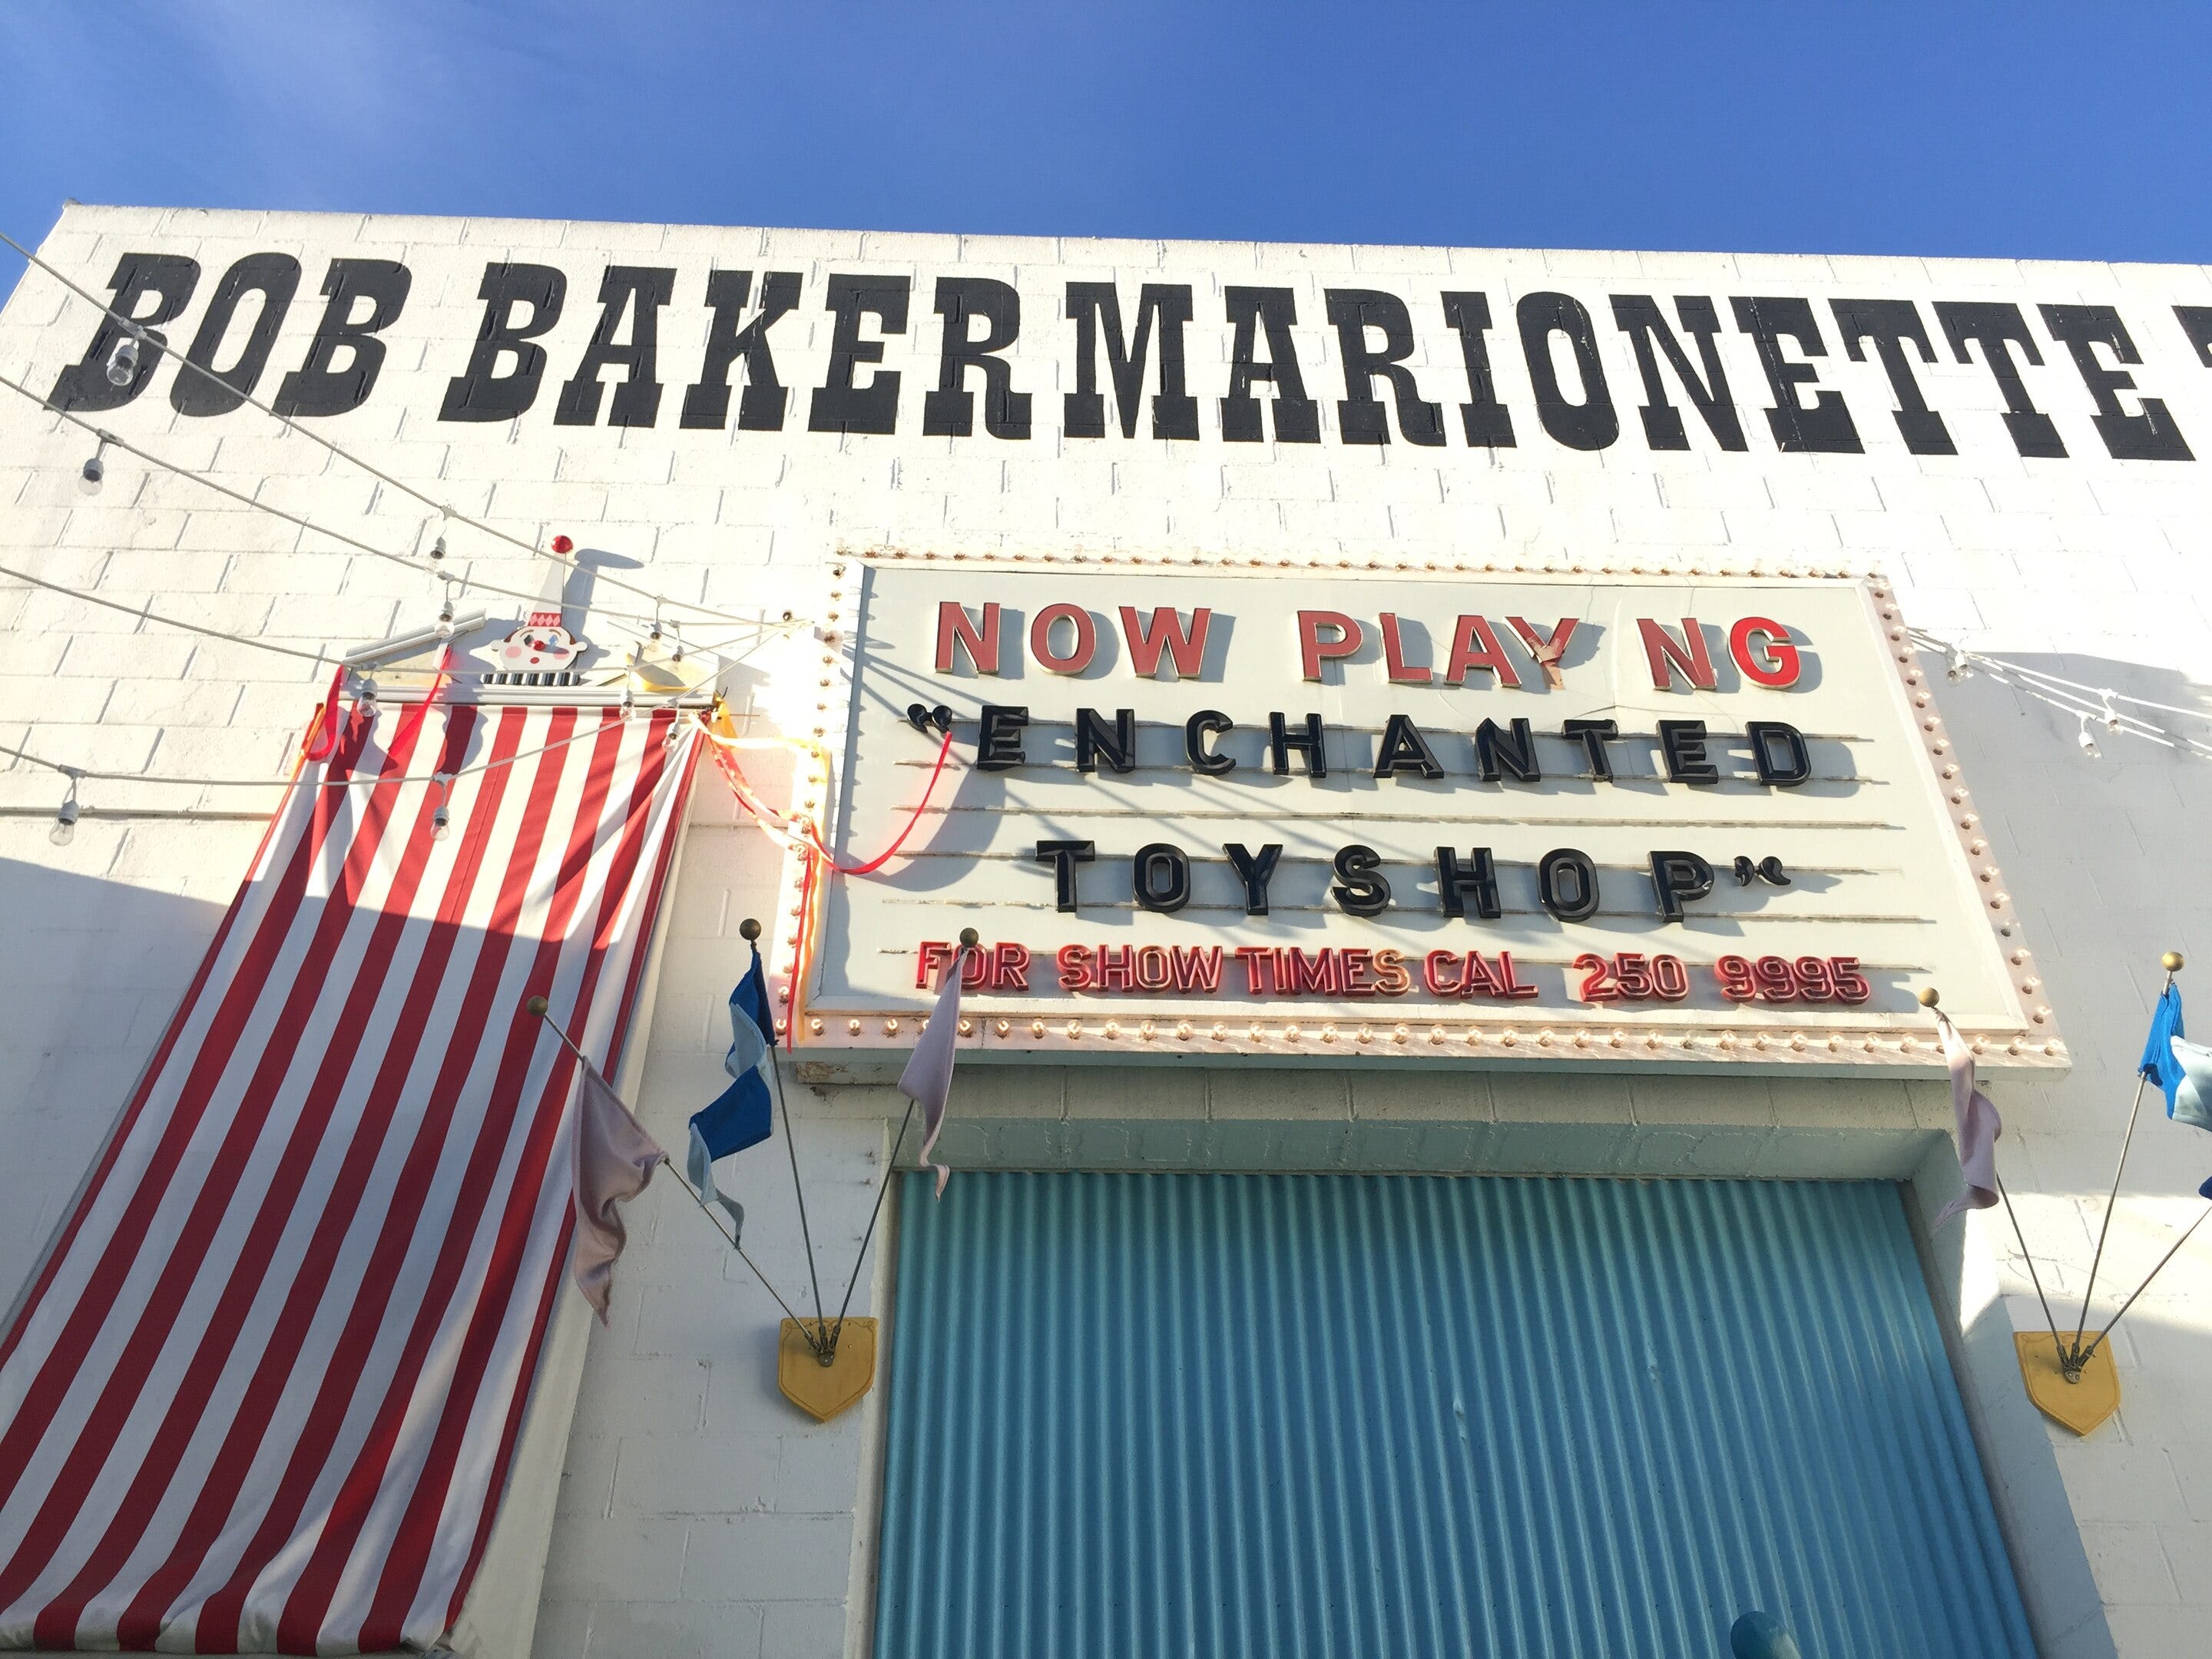 BOB BAKER MARIONETTE
NOW PLAY NG
"ENCHANTED
TOYSHOP"
FOR SHOW TIMES CAL 250 9995